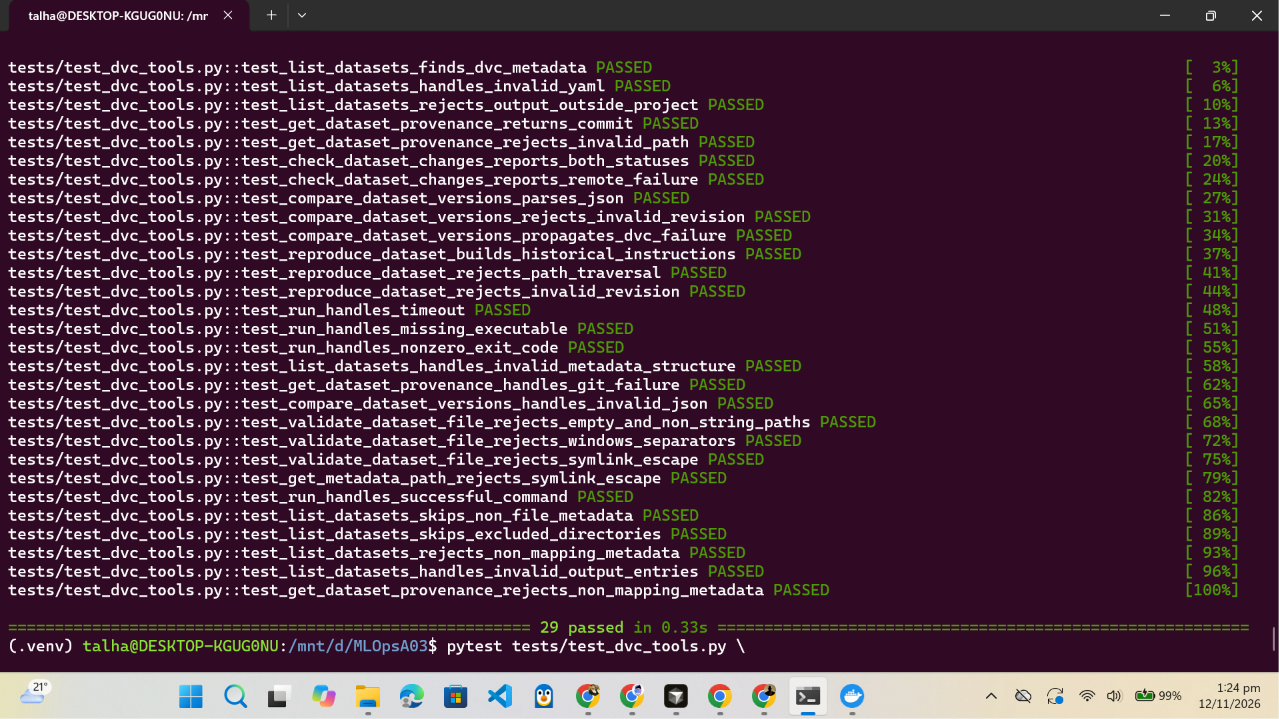 talha@DESKTOP-KGUG0NU: /mr
tests/test_dvc_tools.py::test_list_datasets_finds_dvc_metadata PASSED [  3%]
tests/test_dvc_tools.py::test_list_datasets_handles_invalid_yaml PASSED [  6%]
tests/test_dvc_tools.py::test_list_datasets_rejects_output_outside_project PASSED [ 10%]
tests/test_dvc_tools.py::test_get_dataset_provenance_returns_commit PASSED [ 13%]
tests/test_dvc_tools.py::test_get_dataset_provenance_rejects_invalid_path PASSED [ 17%]
tests/test_dvc_tools.py::test_check_dataset_changes_reports_both_statuses PASSED [ 20%]
tests/test_dvc_tools.py::test_check_dataset_changes_reports_remote_failure PASSED [ 24%]
tests/test_dvc_tools.py::test_compare_dataset_versions_parses_json PASSED [ 27%]
tests/test_dvc_tools.py::test_compare_dataset_versions_rejects_invalid_revision PASSED [ 31%]
tests/test_dvc_tools.py::test_compare_dataset_versions_propagates_dvc_failure PASSED [ 34%]
tests/test_dvc_tools.py::test_reproduce_dataset_builds_historical_instructions PASSED [ 37%]
tests/test_dvc_tools.py::test_reproduce_dataset_rejects_path_traversal PASSED [ 41%]
tests/test_dvc_tools.py::test_reproduce_dataset_rejects_invalid_revision PASSED [ 44%]
tests/test_dvc_tools.py::test_run_handles_timeout PASSED [ 48%]
tests/test_dvc_tools.py::test_run_handles_missing_executable PASSED [ 51%]
tests/test_dvc_tools.py::test_run_handles_nonzero_exit_code PASSED [ 55%]
tests/test_dvc_tools.py::test_list_datasets_handles_invalid_metadata_structure PASSED [ 58%]
tests/test_dvc_tools.py::test_get_dataset_provenance_handles_git_failure PASSED [ 62%]
tests/test_dvc_tools.py::test_compare_dataset_versions_handles_invalid_json PASSED [ 65%]
tests/test_dvc_tools.py::test_validate_dataset_file_rejects_empty_and_non_string_paths PASSED [ 68%]
tests/test_dvc_tools.py::test_validate_dataset_file_rejects_windows_separators PASSED [ 72%]
tests/test_dvc_tools.py::test_validate_dataset_file_rejects_symlink_escape PASSED [ 75%]
tests/test_dvc_tools.py::test_get_metadata_path_rejects_symlink_escape PASSED [ 79%]
tests/test_dvc_tools.py::test_run_handles_successful_command PASSED [ 82%]
tests/test_dvc_tools.py::test_list_datasets_skips_non_file_metadata PASSED [ 86%]
tests/test_dvc_tools.py::test_list_datasets_skips_excluded_directories PASSED [ 89%]
tests/test_dvc_tools.py::test_list_datasets_rejects_non_mapping_metadata PASSED [ 93%]
tests/test_dvc_tools.py::test_list_datasets_handles_invalid_output_entries PASSED [ 96%]
tests/test_dvc_tools.py::test_get_dataset_provenance_rejects_non_mapping_metadata PASSED [100%]
======================================================== 29 passed in 0.33s =========================================================
(.venv) talha@DESKTOP-KGUG0NU:/mnt/d/MLOpsA03$ pytest tests/test_dvc_tools.py \
21°
99%
1:24 pm
12/11/2026